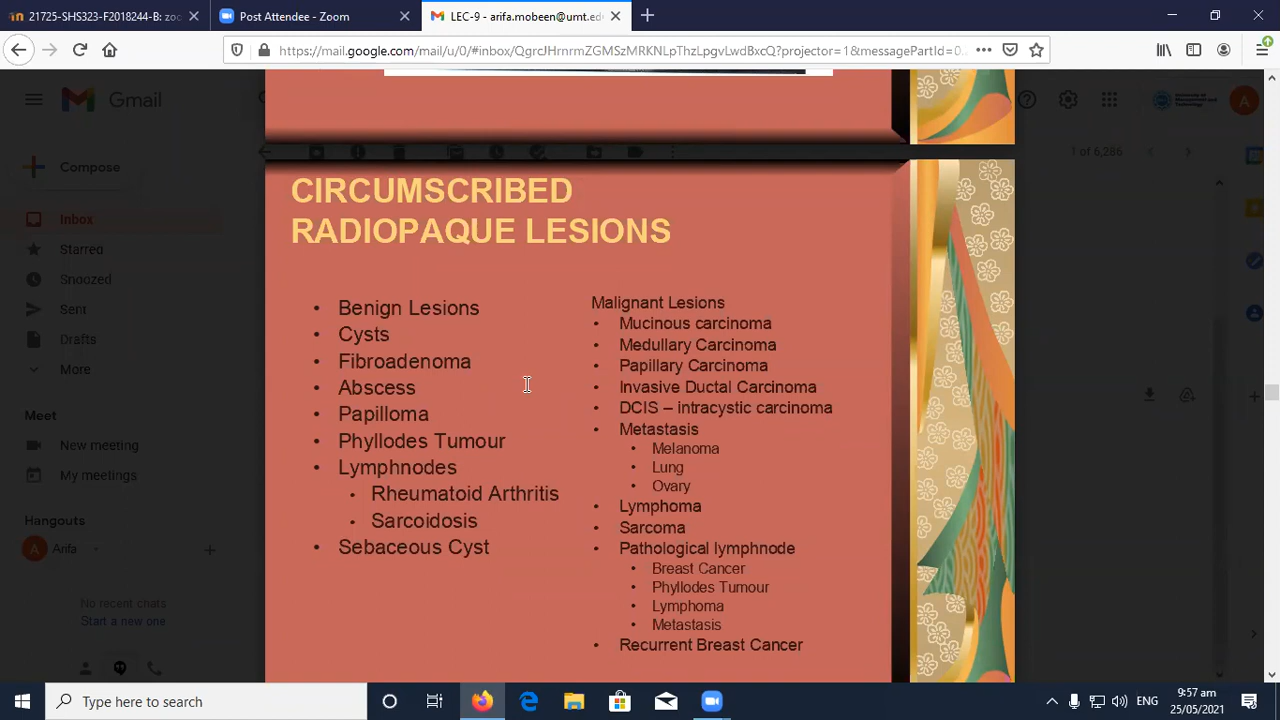 21725-SHS323-F2018244-B: zoo
Post Attendee - Zoom
LEC-9 - arifa.mobeen@umt.ed
https://mail.google.com/mail/u/0/#inbox/QgrcJHrnrmZGMSzMRKNLpThzLpgvLwdBxcQ?projector=1&messagePartId=0
Gmail
Compose
1 of 6,286
Inbox
Starred
Snoozed
Sent
Drafts
More
Meet
New meeting
My meetings
Hangouts
Arifa
No recent chats
Start a new one
CIRCUMSCRIBED
RADIOPAQUE LESIONS
• Benign Lesions
• Cysts
• Fibroadenoma
• Abscess
• Papilloma
• Phyllodes Tumour
• Lymphnodes
• Rheumatoid Arthritis
• Sarcoidosis
• Sebaceous Cyst
Malignant Lesions
• Mucinous carcinoma
• Medullary Carcinoma
• Papillary Carcinoma
• Invasive Ductal Carcinoma
• DCIS – intracystic carcinoma
• Metastasis
• Melanoma
• Lung
• Ovary
• Lymphoma
• Sarcoma
• Pathological lymphnode
• Breast Cancer
• Phyllodes Tumour
• Lymphoma
• Metastasis
• Recurrent Breast Cancer
Type here to search
ENG
9:57 am
25/05/2021